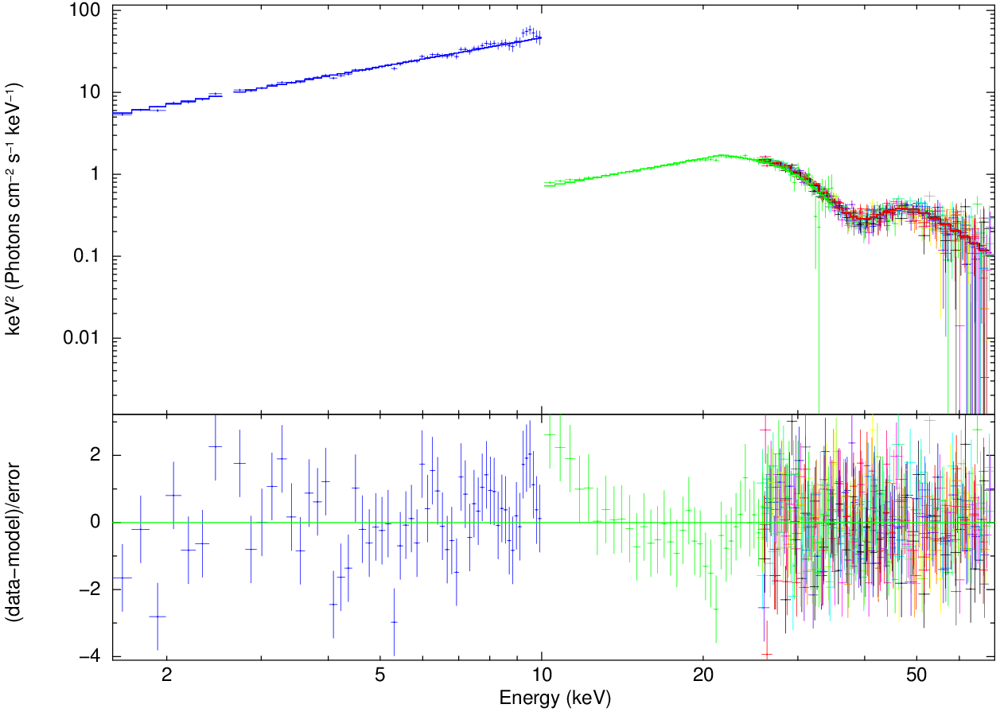 100
10
1
0.1
0.01
keV² (Photons cm⁻² s⁻¹ keV⁻¹)
2
0
−2
−4
(data−model)/error
2 5 10 20 50
Energy (keV)